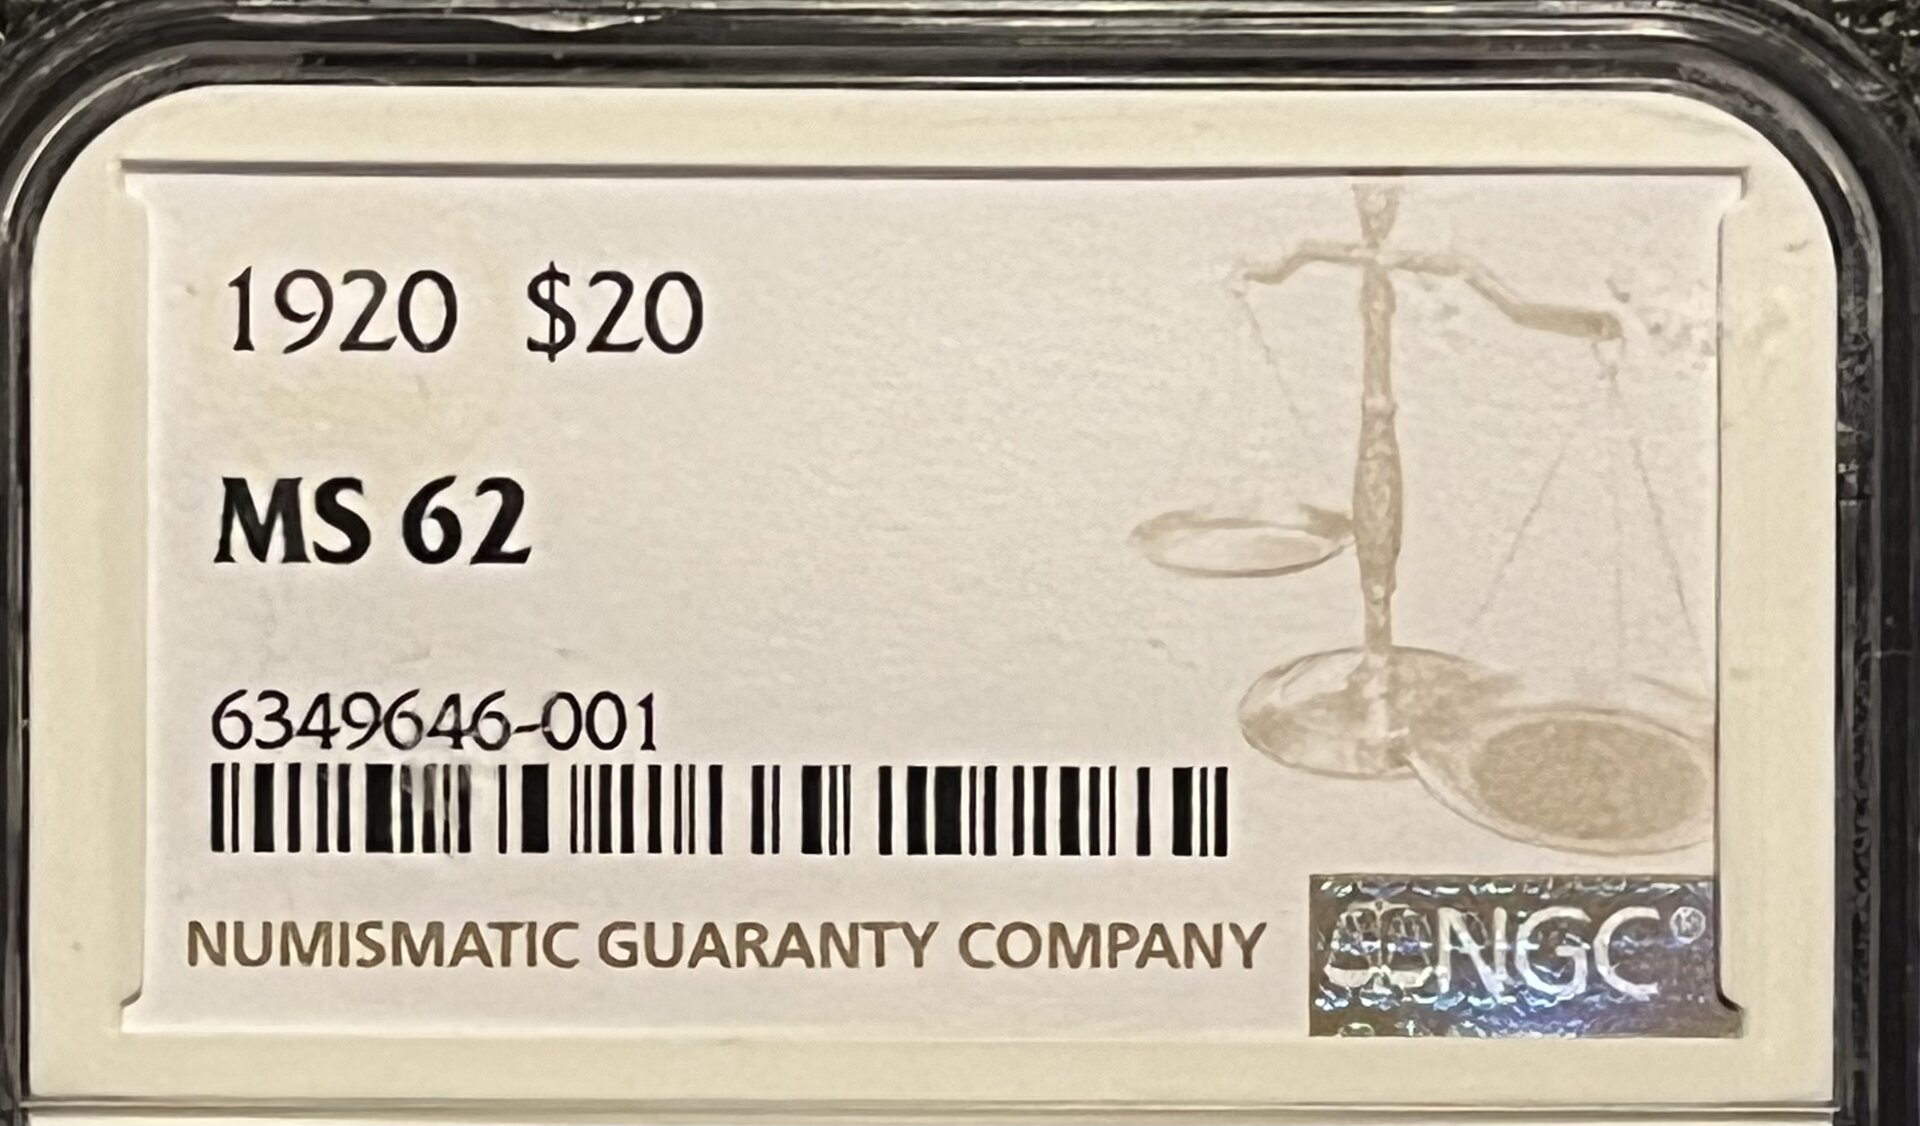 1920 $20
MS 62
6349646-001
NUMISMATIC GUARANTY COMPANY
NGC®